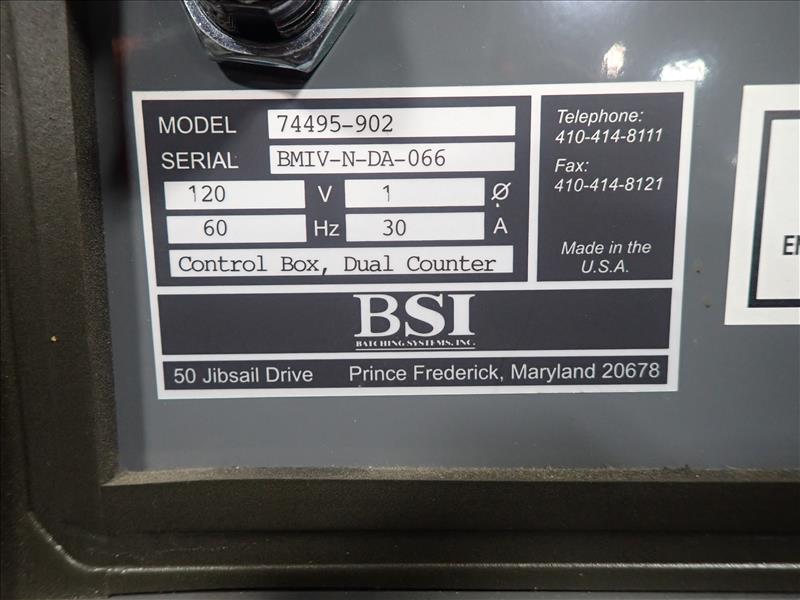 MODEL 74495-902
SERIAL BMIV-N-DA-066
120 V 1 Ø
60 Hz 30 A
Control Box, Dual Counter
Telephone:
410-414-8111
Fax:
410-414-8121
Made in the
U.S.A.
BSI
BATCHING SYSTEMS, INC.
50 Jibsail Drive Prince Frederick, Maryland 20678